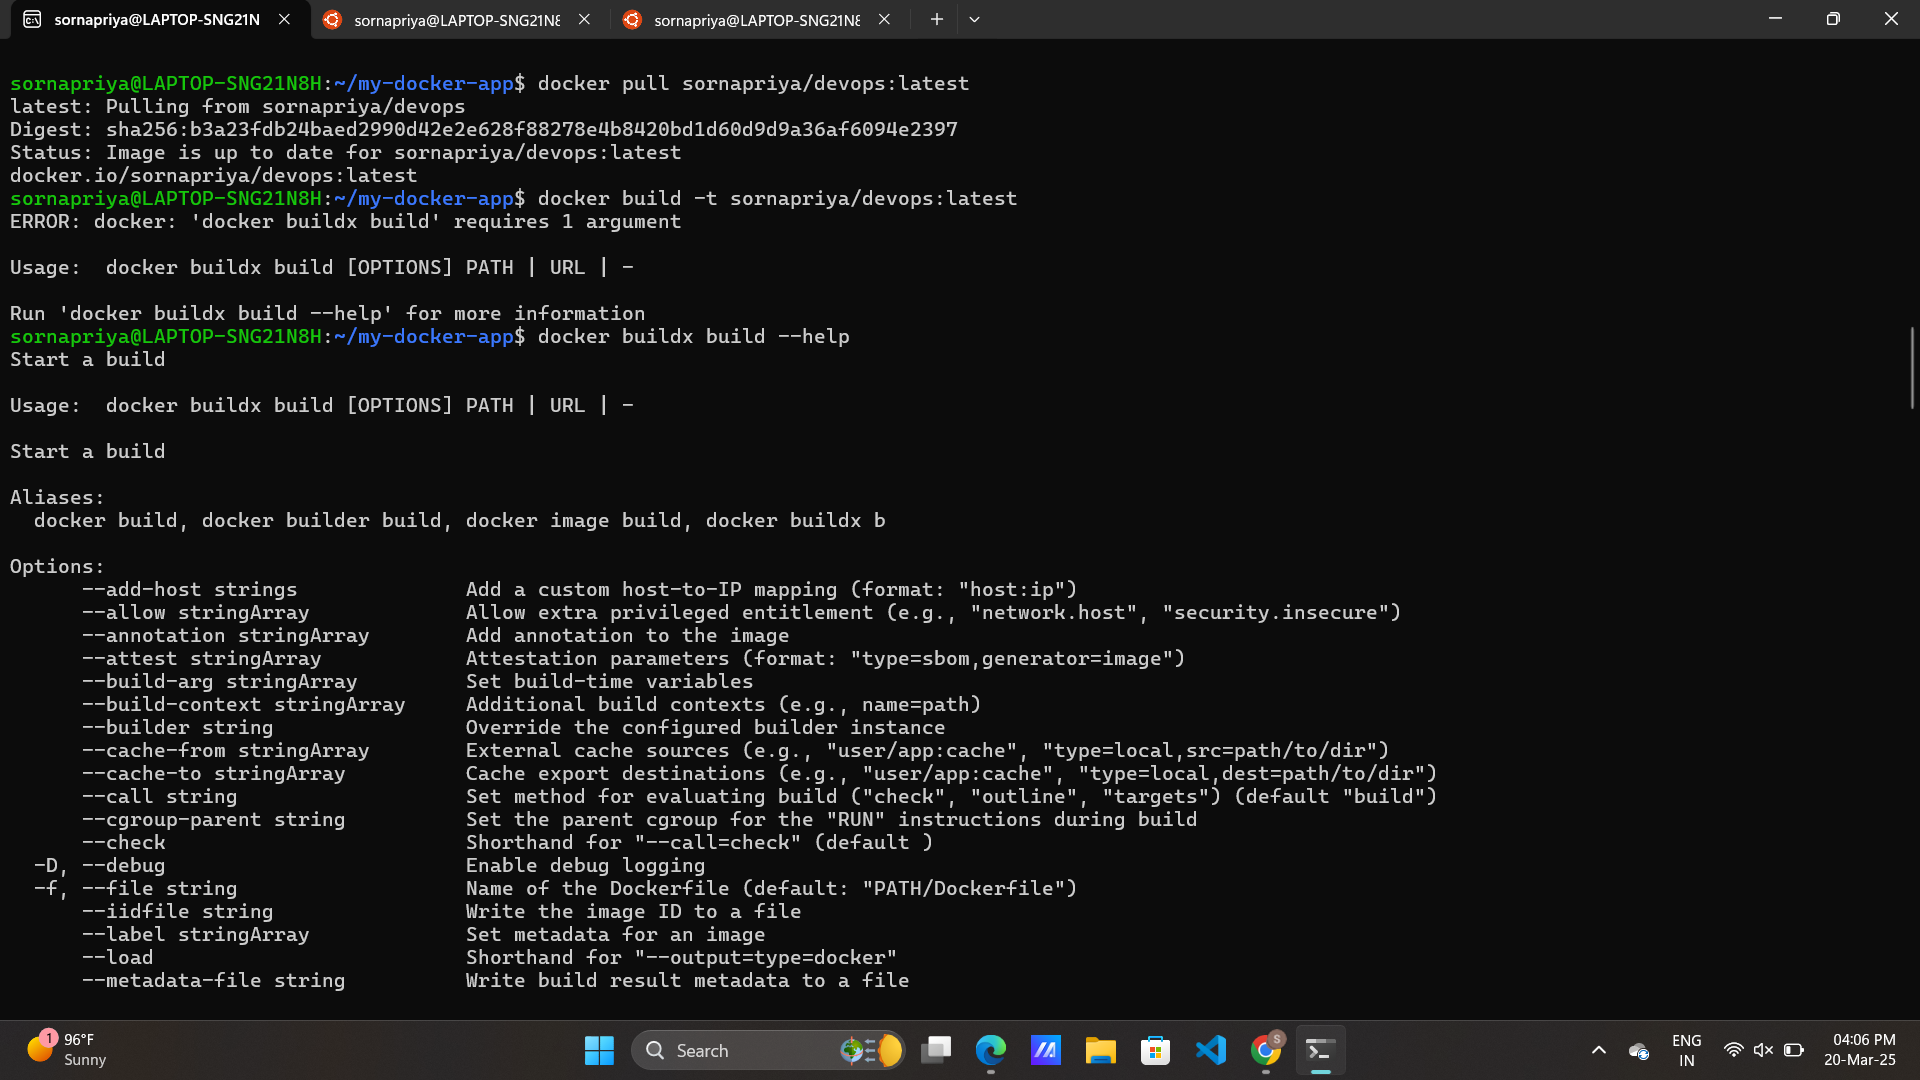 sornapriya@LAPTOP-SNG21N
sornapriya@LAPTOP-SNG21N8
sornapriya@LAPTOP-SNG21N8
sornapriya@LAPTOP-SNG21N8H:~/my-docker-app$ docker pull sornapriya/devops:latest
latest: Pulling from sornapriya/devops
Digest: sha256:b3a23fdb24baed2990d42e2e628f88278e4b8420bd1d60d9d9a36af6094e2397
Status: Image is up to date for sornapriya/devops:latest
docker.io/sornapriya/devops:latest
sornapriya@LAPTOP-SNG21N8H:~/my-docker-app$ docker build -t sornapriya/devops:latest
ERROR: docker: 'docker buildx build' requires 1 argument
Usage:  docker buildx build [OPTIONS] PATH | URL | -
Run 'docker buildx build --help' for more information
sornapriya@LAPTOP-SNG21N8H:~/my-docker-app$ docker buildx build --help
Start a build
Usage:  docker buildx build [OPTIONS] PATH | URL | -
Start a build
Aliases:
  docker build, docker builder build, docker image build, docker buildx b
Options:
      --add-host strings              Add a custom host-to-IP mapping (format: "host:ip")
      --allow stringArray             Allow extra privileged entitlement (e.g., "network.host", "security.insecure")
      --annotation stringArray        Add annotation to the image
      --attest stringArray            Attestation parameters (format: "type=sbom,generator=image")
      --build-arg stringArray         Set build-time variables
      --build-context stringArray     Additional build contexts (e.g., name=path)
      --builder string                Override the configured builder instance
      --cache-from stringArray        External cache sources (e.g., "user/app:cache", "type=local,src=path/to/dir")
      --cache-to stringArray          Cache export destinations (e.g., "user/app:cache", "type=local,dest=path/to/dir")
      --call string                   Set method for evaluating build ("check", "outline", "targets") (default "build")
      --cgroup-parent string          Set the parent cgroup for the "RUN" instructions during build
      --check                         Shorthand for "--call=check" (default )
  -D, --debug                         Enable debug logging
  -f, --file string                   Name of the Dockerfile (default: "PATH/Dockerfile")
      --iidfile string                Write the image ID to a file
      --label stringArray             Set metadata for an image
      --load                          Shorthand for "--output=type=docker"
      --metadata-file string          Write build result metadata to a file
1
96°F
Sunny
Search
S
ENG
IN
04:06 PM
20-Mar-25